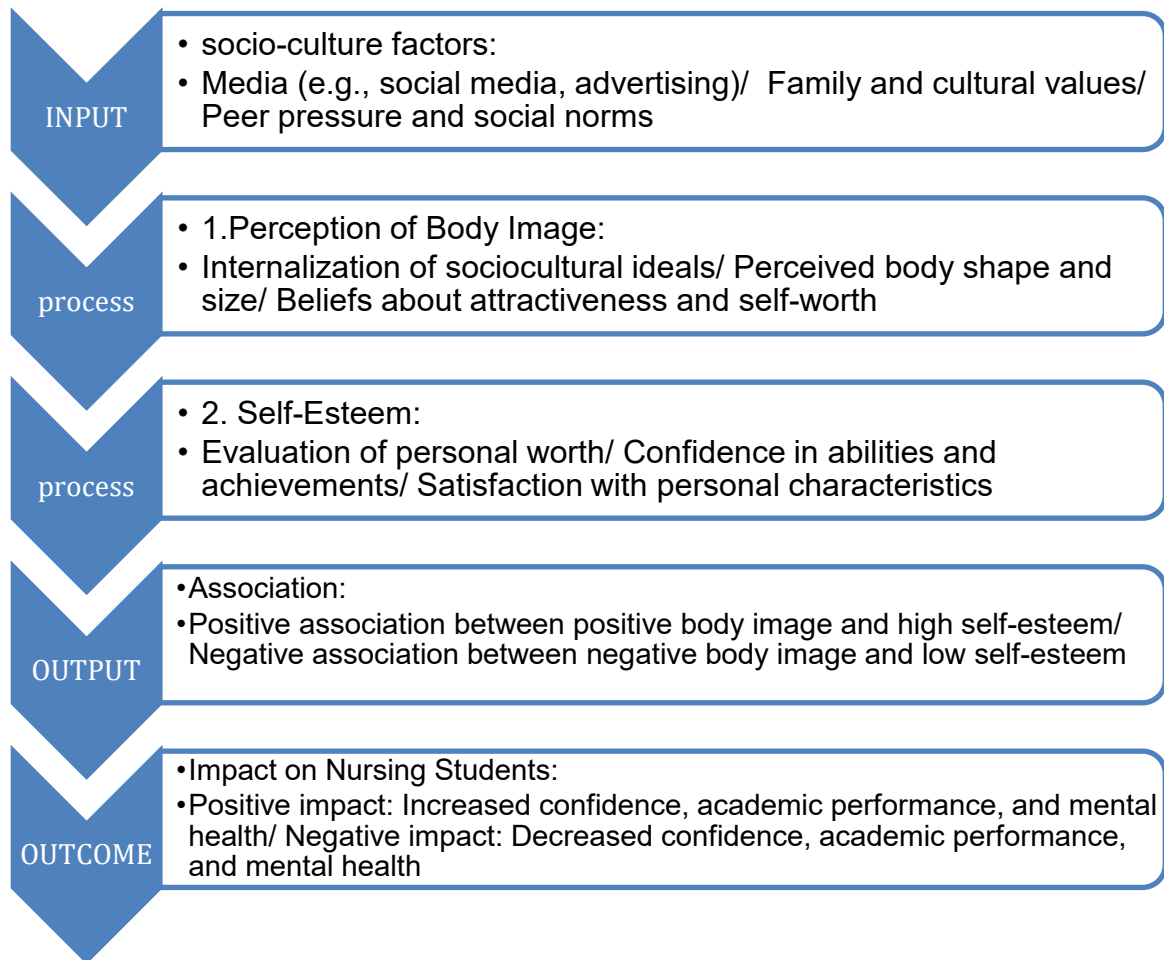 INPUT
• socio-culture factors:
• Media (e.g., social media, advertising)/ Family and cultural values/
Peer pressure and social norms
process
• 1.Perception of Body Image:
• Internalization of sociocultural ideals/ Perceived body shape and
size/ Beliefs about attractiveness and self-worth
process
• 2. Self-Esteem:
• Evaluation of personal worth/ Confidence in abilities and
achievements/ Satisfaction with personal characteristics
OUTPUT
•Association:
•Positive association between positive body image and high self-esteem/
Negative association between negative body image and low self-esteem
OUTCOME
•Impact on Nursing Students:
•Positive impact: Increased confidence, academic performance, and mental
health/ Negative impact: Decreased confidence, academic performance,
and mental health